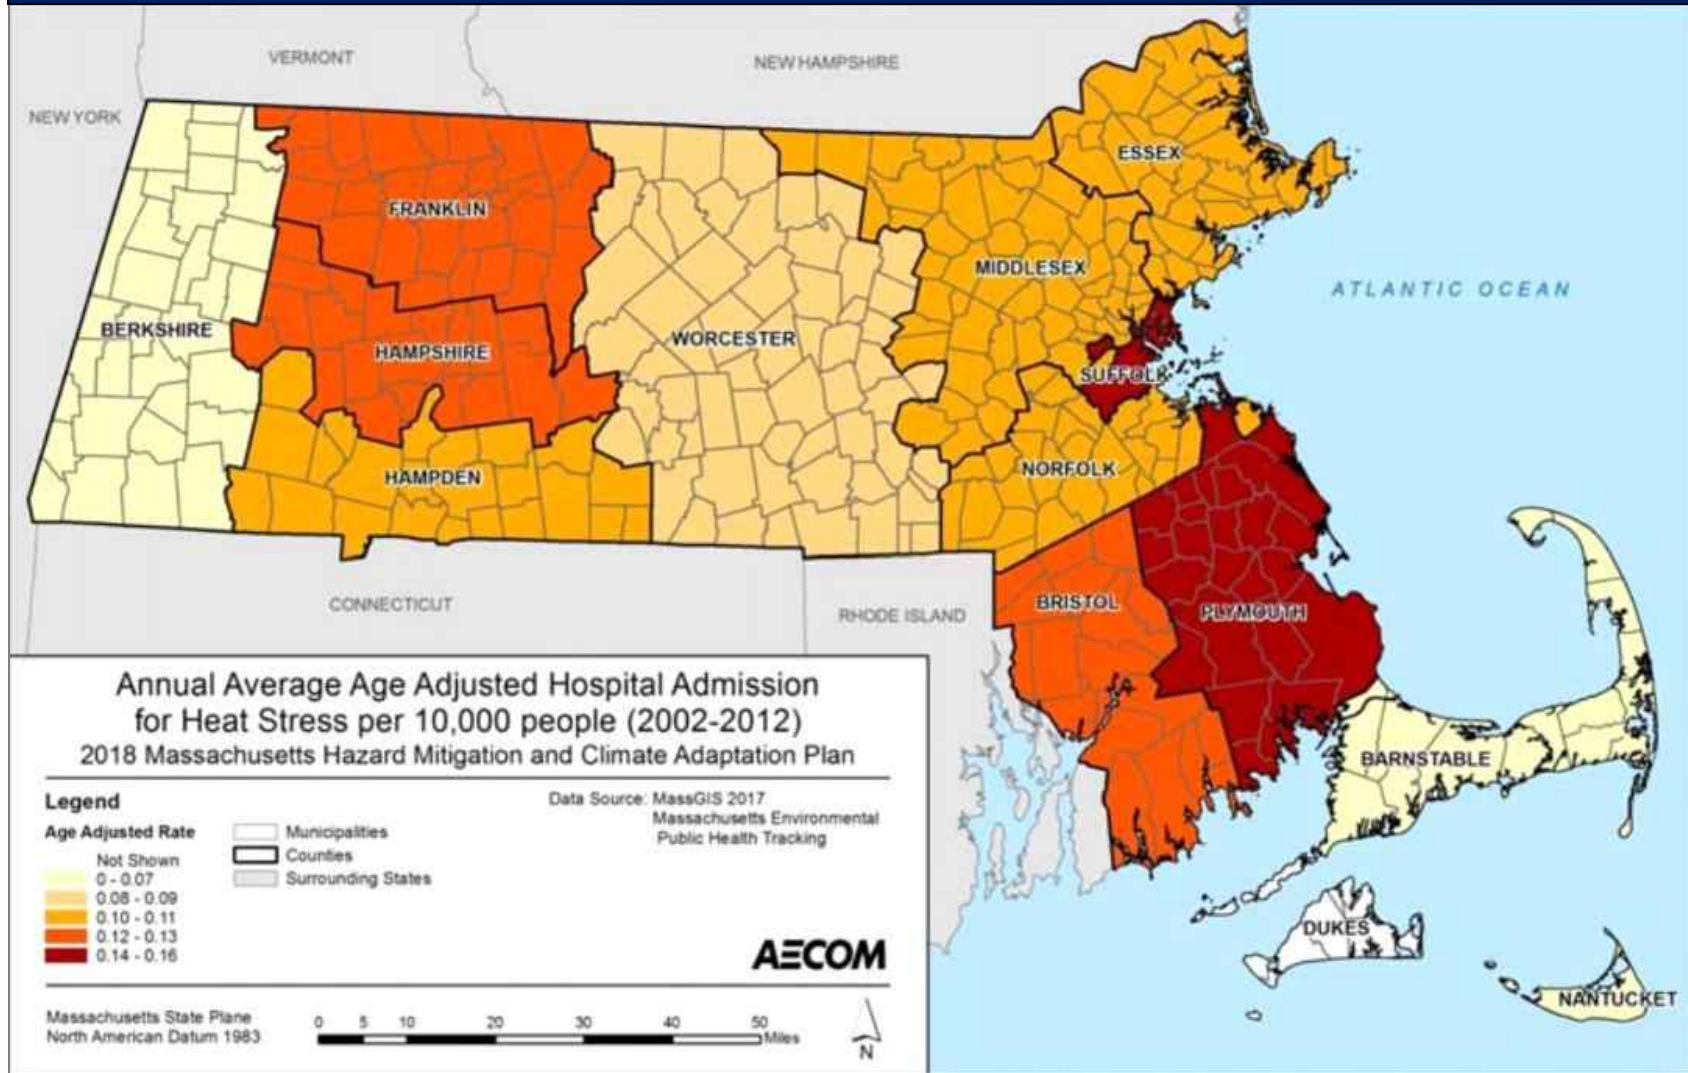 VERMONT
NEW HAMPSHIRE
NEW YORK
ESSEX
FRANKLIN
MIDDLESEX
ATLANTIC OCEAN
BERKSHIRE
WORCESTER
HAMPSHIRE
SUFFOLK
NORFOLK
HAMPDEN
CONNECTICUT
BRISTOL
PLYMOUTH
RHODE ISLAND
BARNSTABLE
DUKES
NANTUCKET
Annual Average Age Adjusted Hospital Admission
for Heat Stress per 10,000 people (2002-2012)
2018 Massachusetts Hazard Mitigation and Climate Adaptation Plan
Legend
Age Adjusted Rate
Not Shown
0 - 0.07
0.08 - 0.09
0.10 - 0.11
0.12 - 0.13
0.14 - 0.16
Municipalities
Counties
Surrounding States
Data Source: MassGIS 2017
Massachusetts Environmental
Public Health Tracking
AECOM
Massachusetts State Plane
North American Datum 1983
0 5 10 20 30 40 50
Miles
N